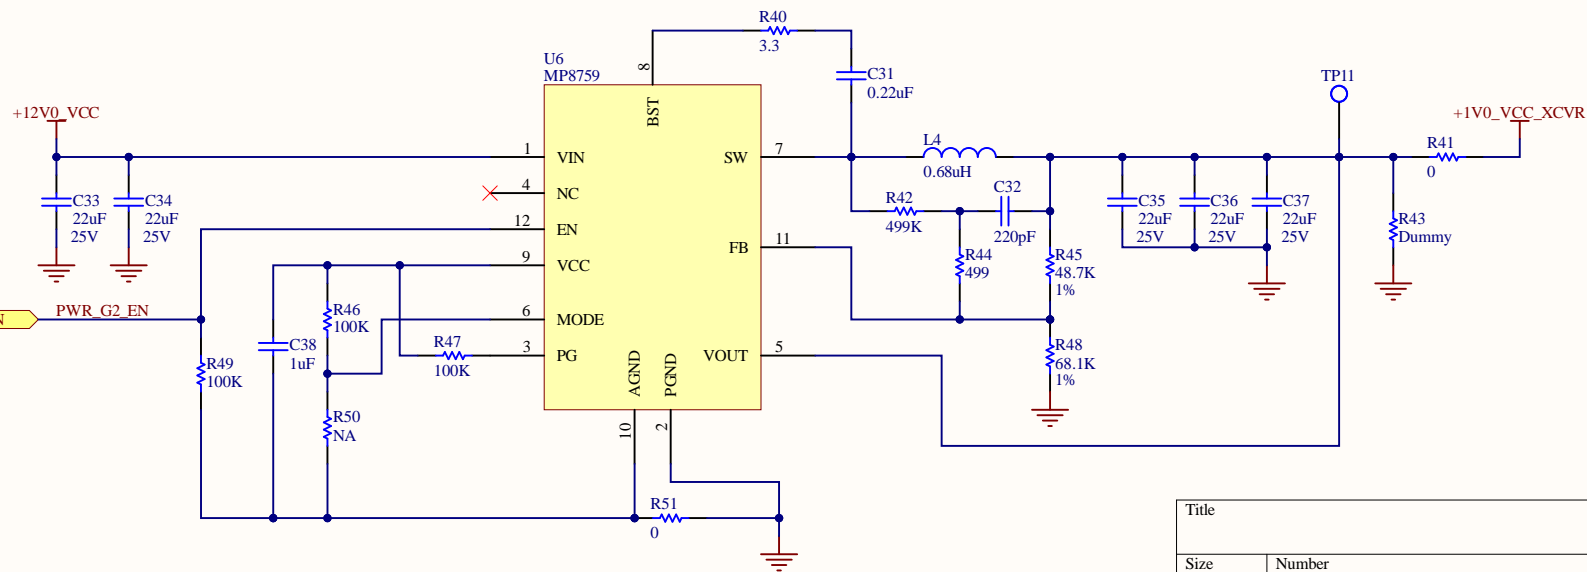 R40
3.3
U6
MP8759
8
BST
C31
0.22uF
TP11
+12V0_VCC
+1V0_VCC_XCVR
1
VIN
SW
7
L4
0.68uH
R41
0
4
NC
C33
22uF
25V
C34
22uF
25V
R42
499K
C32
220pF
C35
22uF
25V
C36
22uF
25V
C37
22uF
25V
R43
Dummy
12
EN
FB
11
R44
499
R45
48.7K
1%
9
VCC
N
PWR_G2_EN
R46
100K
6
MODE
R49
100K
C38
1uF
R47
100K
3
PG
VOUT
5
R48
68.1K
1%
AGND
PGND
10
2
R50
NA
R51
0
Title
Size
Number